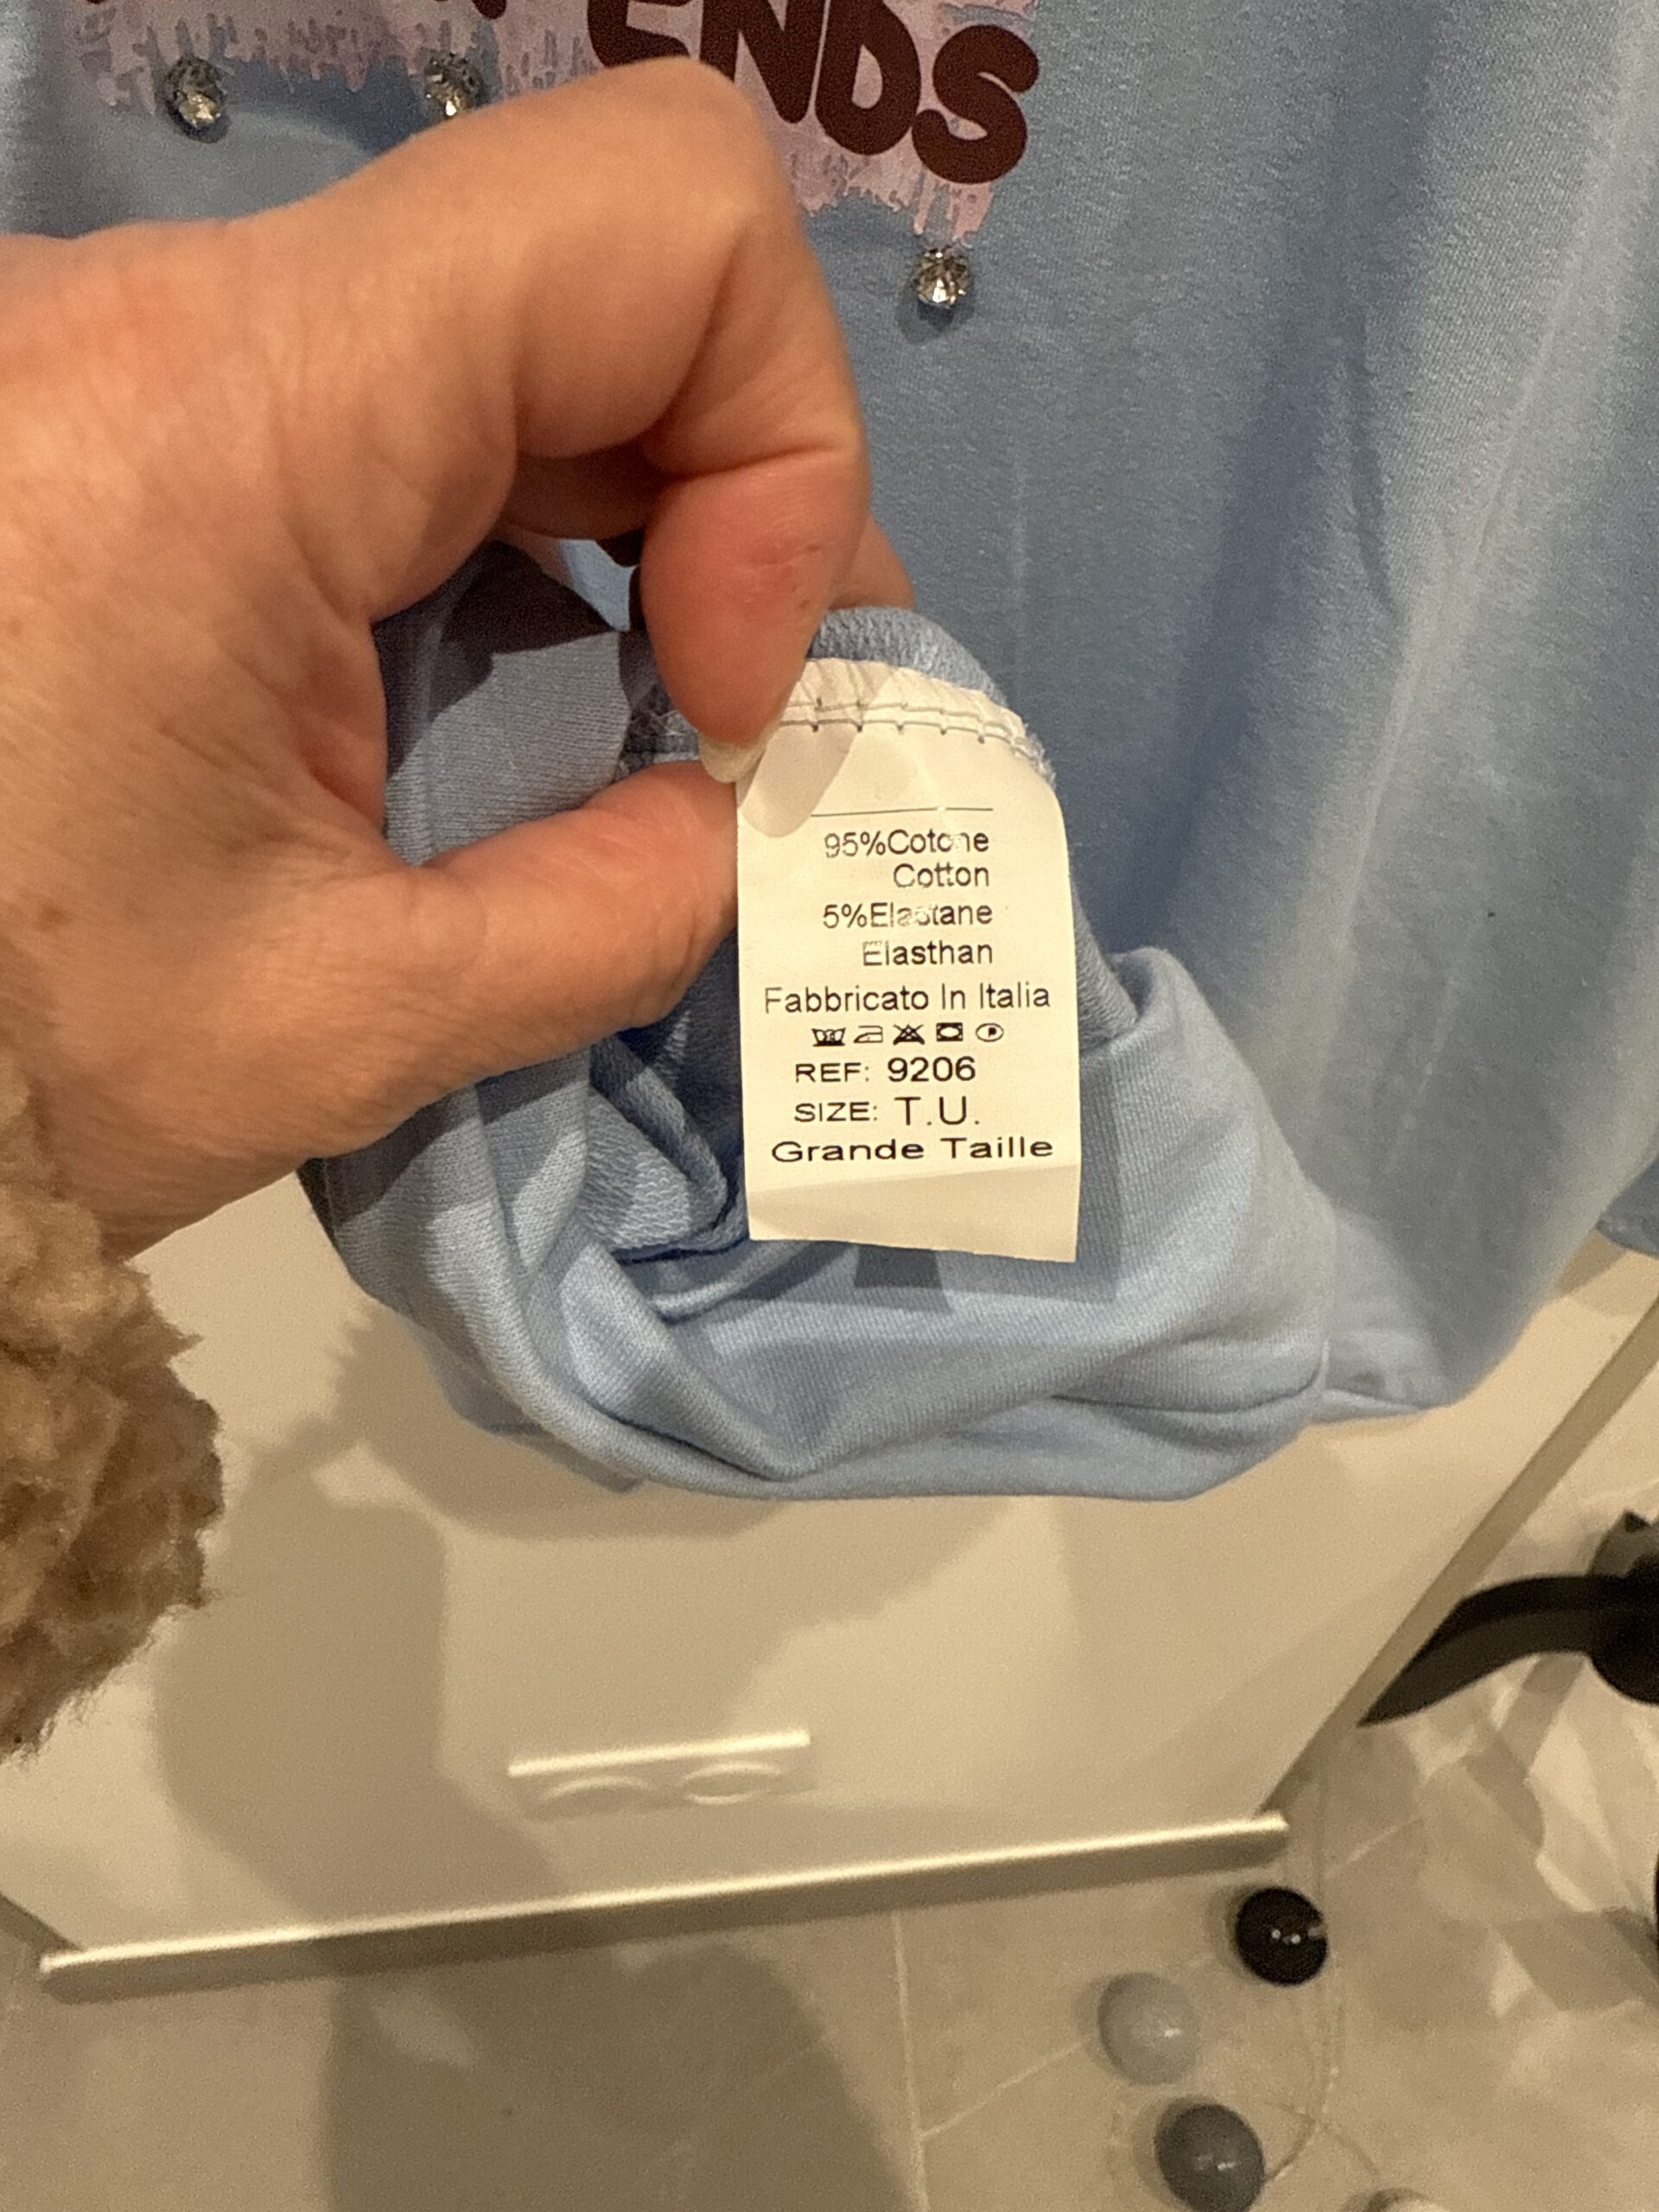 ENDS
95%Cotone
Cotton
5%Elastane
Elasthan
Fabbricato In Italia
REF: 9206
SIZE: T.U.
Grande Taille